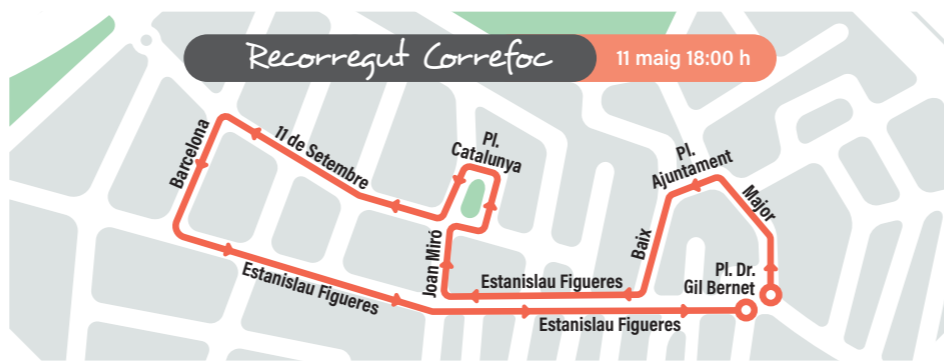 Recorregut Correfoc
11 maig 18:00 h
Barcelona
11 de Setembre
Pl.
Catalunya
Pl.
Ajuntament
Major
Baix
Joan Miró
Pl. Dr.
Gil Bernet
Estanislau Figueres
Estanislau Figueres
Estanislau Figueres